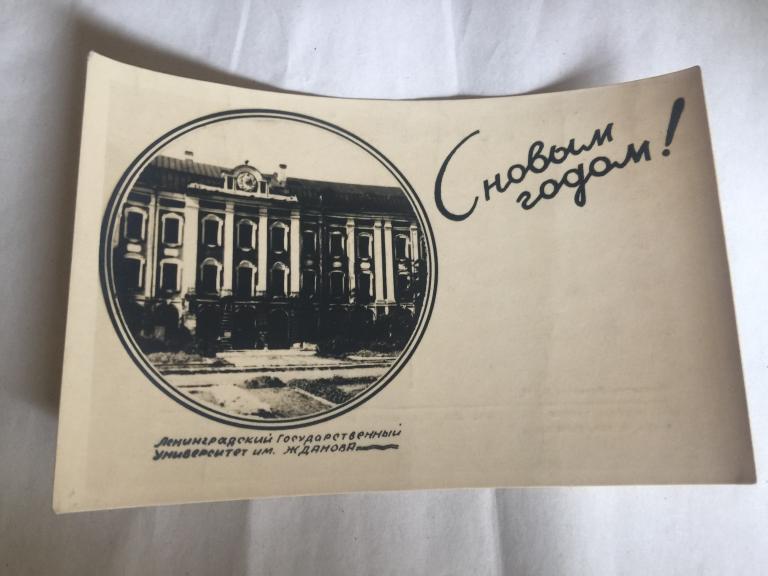 С новым
годом!
Ленинградский Государственный
Университет им. Жданова